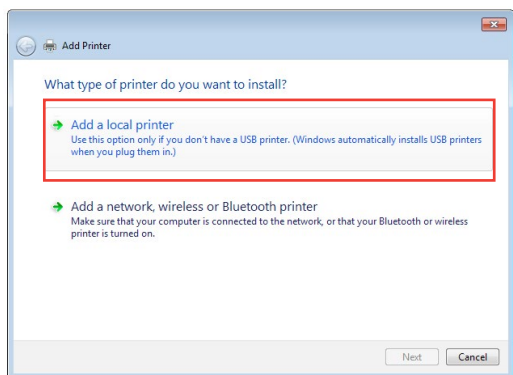 Add Printer
What type of printer do you want to install?
Add a local printer
Use this option only if you don't have a USB printer. (Windows automatically installs USB printers
when you plug them in.)
Add a network, wireless or Bluetooth printer
Make sure that your computer is connected to the network, or that your Bluetooth or wireless
printer is turned on.
Next
Cancel